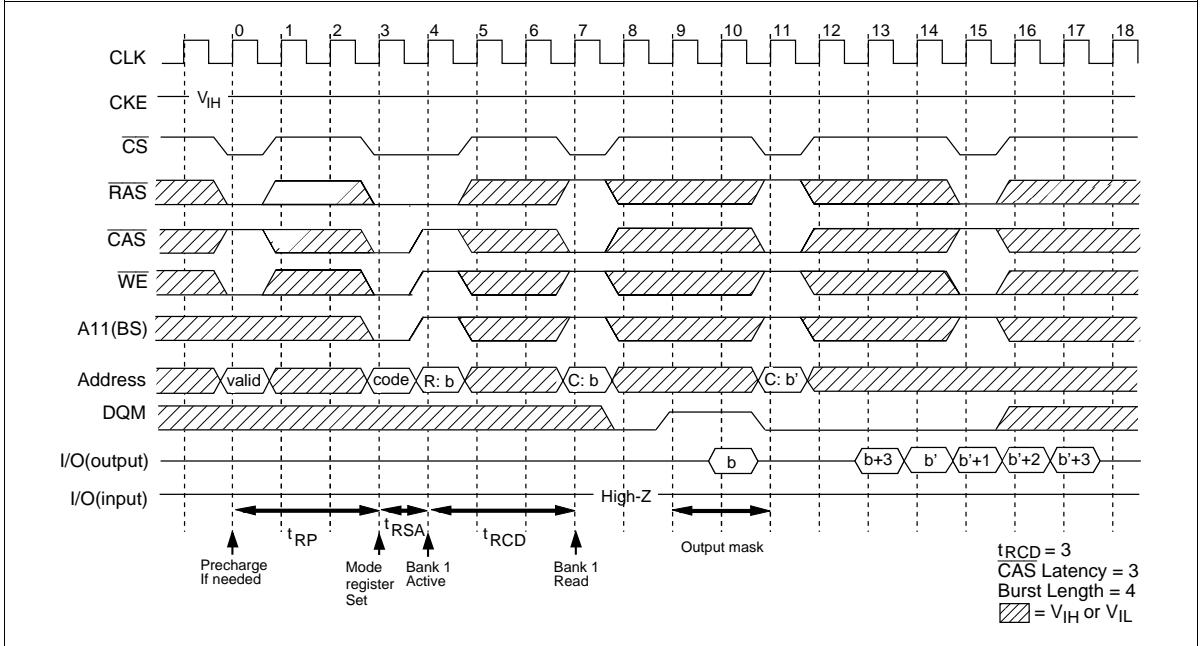 0 1 2 3 4 5 6 7 8 9 10 11 12 13 14 15 16 17 18
CLK
CKE VIH
CS
RAS
CAS
WE
A11(BS)
Address valid code R: b C: b C: b'
DQM
I/O(output) b b+3 b' b'+1 b'+2 b'+3
I/O(input) High-Z
tRP tRSA tRCD Output mask
Precharge
If needed
Mode
register
Set
Bank 1
Active
Bank 1
Read
tRCD = 3
CAS Latency = 3
Burst Length = 4
= VIH or VIL